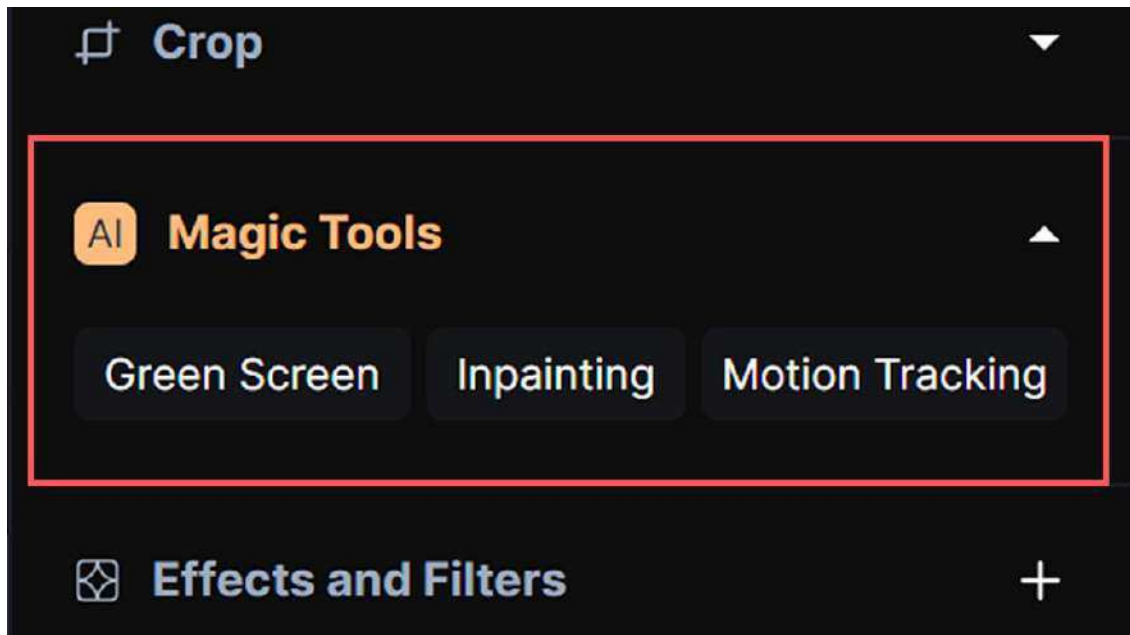 Crop
AI Magic Tools
Green Screen Inpainting Motion Tracking
Effects and Filters